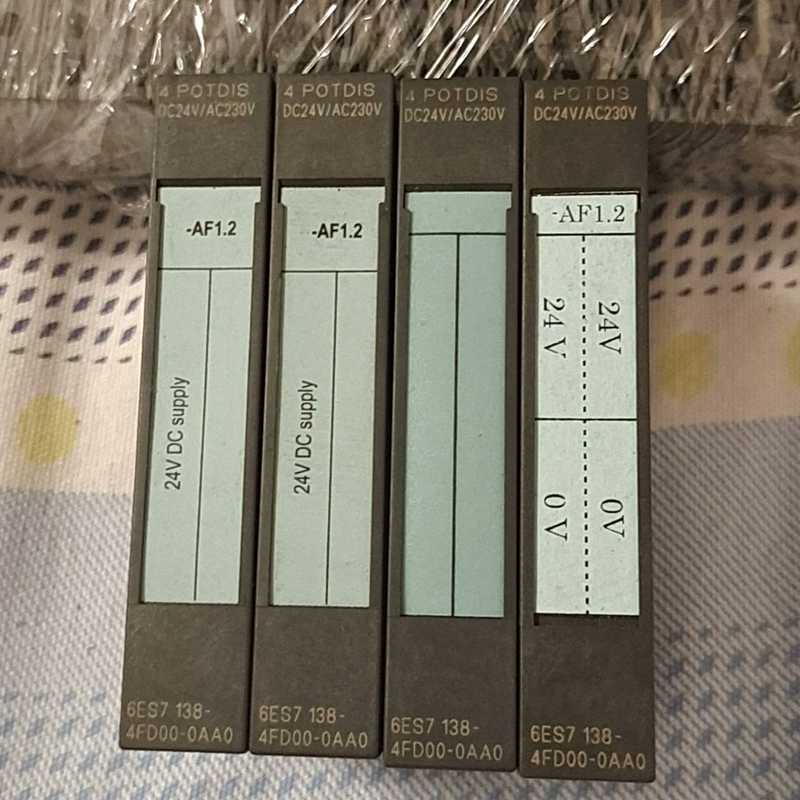 4 POTDIS
DC24V/AC230V
-AF1.2
24V DC supply
6ES7 138-
4FD00-0AA0
4 POTDIS
DC24V/AC230V
-AF1.2
24V DC supply
6ES7 138-
4FD00-0AA0
4 POTDIS
DC24V/AC230V
6ES7 138-
4FD00-0AA0
4 POTDIS
DC24V/AC230V
-AF1.2
24V
24V
0V
0V
6ES7 138-
4FD00-0AA0